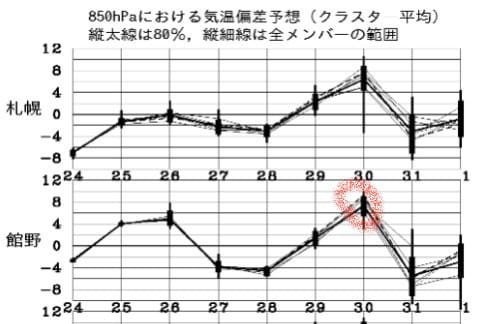 850hPaにおける気温偏差予想(クラスター平均)
縦太線は80%,縦細線は全メンバーの範囲
12
8
4
札幌 0
-4
-8
24 25 26 27 28 29 30 31 1
12
8
4
館野 0
-4
-8
12 24 25 26 27 28 29 30 31 1